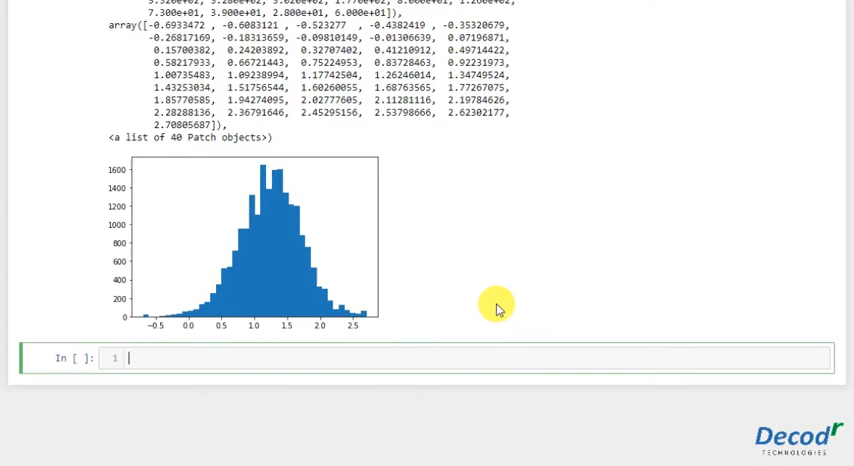 7.300e+01, 3.900e+01, 2.800e+01, 6.000e+01]),
array([-0.6933472 , -0.6083121 , -0.523277 , -0.4382419 , -0.35320679,
-0.26817169, -0.18313659, -0.09810149, -0.01306639, 0.07196871,
0.15700382, 0.24203892, 0.32707402, 0.41210912, 0.49714422,
0.58217933, 0.66721443, 0.75224953, 0.83728463, 0.92231973,
1.00735483, 1.09238994, 1.17742504, 1.26246014, 1.34749524,
1.43253034, 1.51756544, 1.60260055, 1.68763565, 1.77267075,
1.85770585, 1.94274095, 2.02777605, 2.11281116, 2.19784626,
2.28288136, 2.36791646, 2.45295156, 2.53798666, 2.62302177,
2.70805687]),
<a list of 40 Patch objects>)
1600
1400
1200
1000
800
600
400
200
0
−0.5 0.0 0.5 1.0 1.5 2.0 2.5
In [ ]: 1
Decodr
TECHNOLOGIES